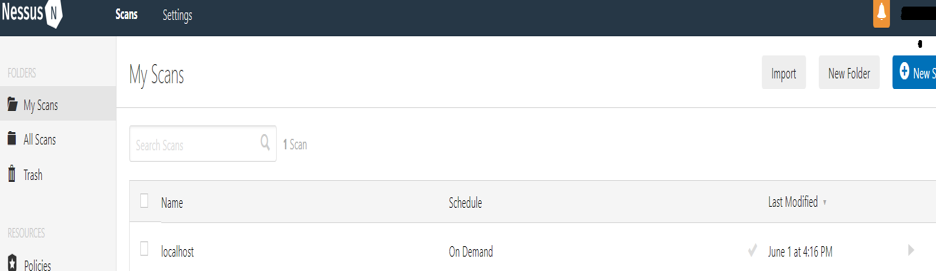 Nessus N
Scans Settings
FOLDERS
My Scans
All Scans
Trash
RESOURCES
Policies
My Scans
Import New Folder New S
Search Scans 1 Scan
Name Schedule Last Modified
localhost On Demand June 1 at 4:16 PM